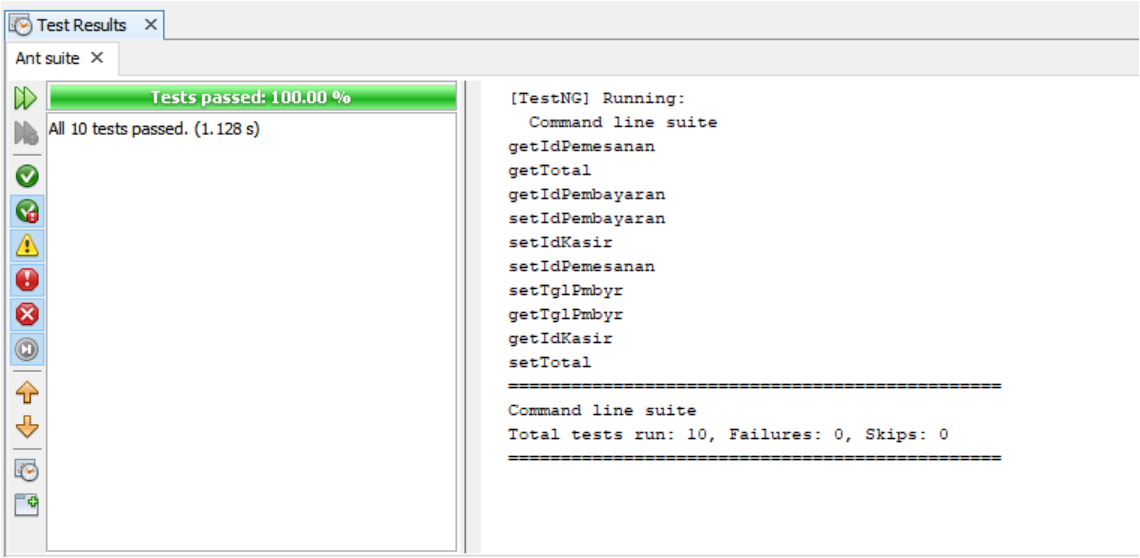 Test Results
Ant suite
Tests passed: 100.00 %
All 10 tests passed. (1.128 s)
[TestNG] Running:
Command line suite
getIdPemesanan
getTotal
getIdPembayaran
setIdPembayaran
setIdKasir
setIdPemesanan
setTglPmbyr
getTglPmbyr
getIdKasir
setTotal
===============================================
Command line suite
Total tests run: 10, Failures: 0, Skips: 0
===============================================